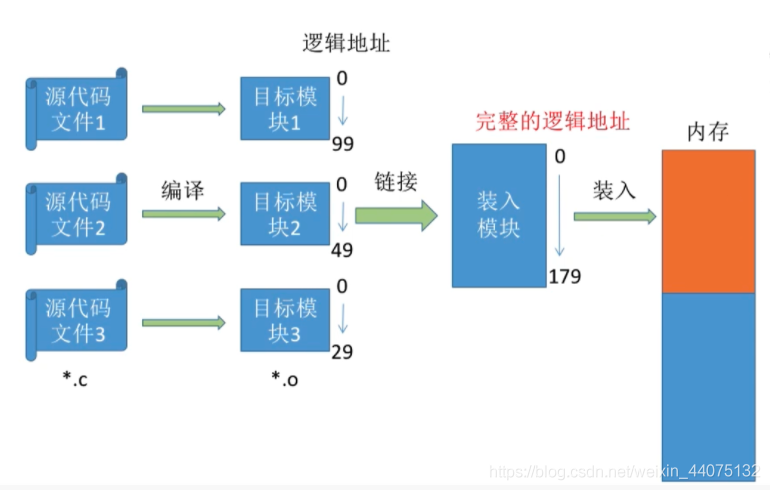 逻辑地址
源代码
文件1
目标模
块1
0
99
源代码
文件2
编译
目标模
块2
0
49
链接
完整的逻辑地址
装入
模块
0
179
装入
内存
源代码
文件3
目标模
块3
0
29
*.c
*.o
https://blog.csdn.net/weixin_44075132